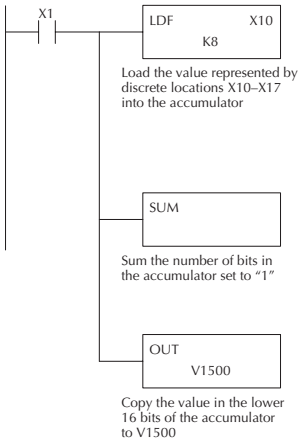 X1
LDF X10
K8
Load the value represented by
discrete locations X10–X17
into the accumulator
SUM
Sum the number of bits in
the accumulator set to “1”
OUT
V1500
Copy the value in the lower
16 bits of the accumulator
to V1500